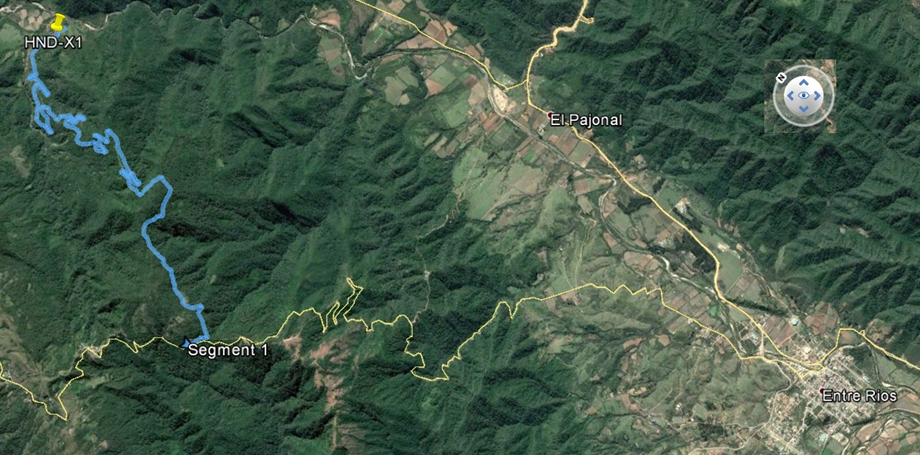 HND-X1
El Pajonal
N
Segment 1
Entre Rios